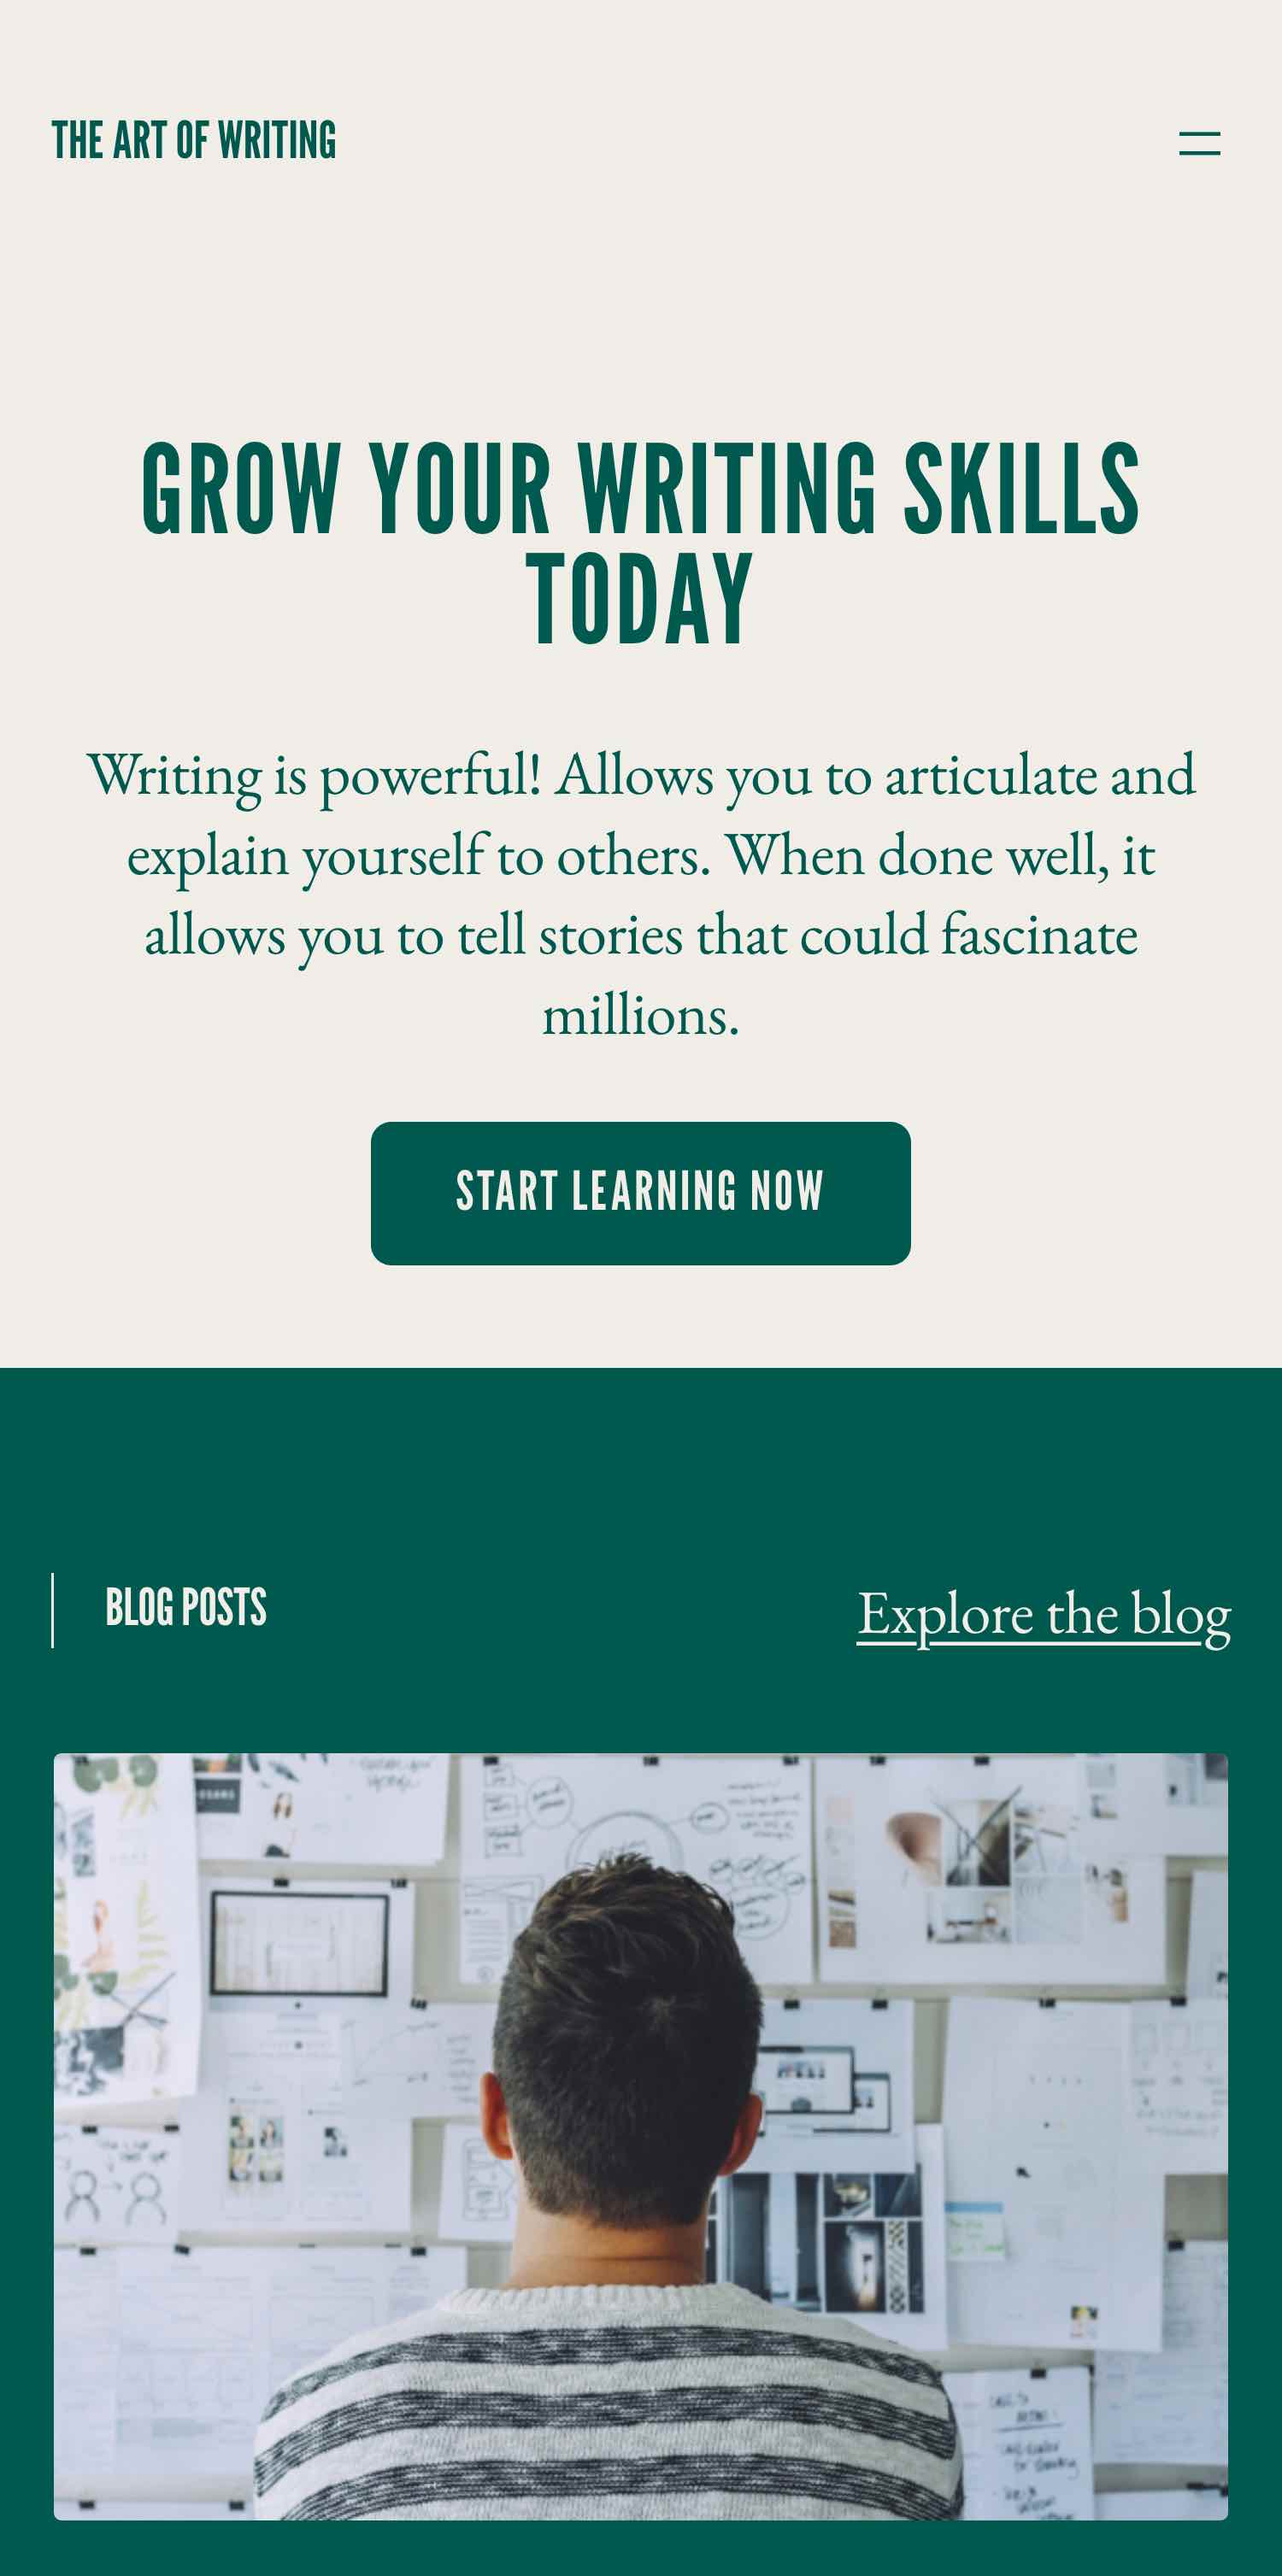 THE ART OF WRITING
GROW YOUR WRITING SKILLS
TODAY
Writing is powerful! Allows you to articulate and
explain yourself to others. When done well, it
allows you to tell stories that could fascinate
millions.
START LEARNING NOW
BLOG POSTS
Explore the blog